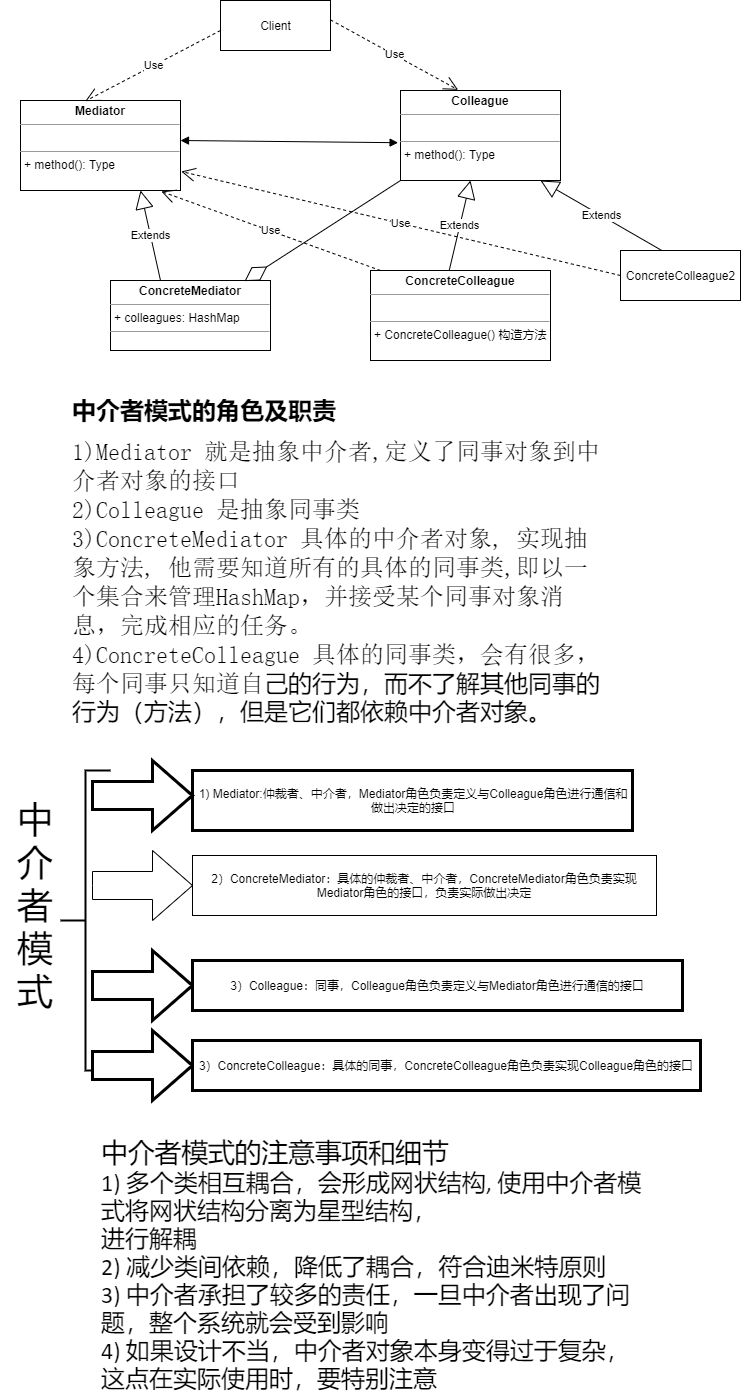 Client
Use
Use
Mediator
Colleague
+ method(): Type
+ method(): Type
Extends
Use
Extends
Use
Extends
ConcreteMediator
ConcreteColleague
ConcreteColleague2
+ colleagues: HashMap
+ ConcreteColleague() 构造方法
中介者模式的角色及职责
1)Mediator 就是抽象中介者,定义了同事对象到中
介者对象的接口
2)Colleague 是抽象同事类
3)ConcreteMediator 具体的中介者对象, 实现抽
象方法, 他需要知道所有的具体的同事类,即以一
个集合来管理HashMap，并接受某个同事对象消
息，完成相应的任务。
4)ConcreteColleague 具体的同事类，会有很多，
每个同事只知道自己的行为，而不了解其他同事的
行为（方法），但是它们都依赖中介者对象。
中介者模式
1) Mediator:仲裁者、中介者，Mediator角色负责定义与Colleague角色进行通信和
做出决定的接口
2）ConcreteMediator：具体的仲裁者、中介者，ConcreteMediator角色负责实现
Mediator角色的接口，负责实际做出决定
3）Colleague：同事，Colleague角色负责定义与Mediator角色进行通信的接口
3）ConcreteColleague：具体的同事，ConcreteColleague角色负责实现Colleague角色的接口
中介者模式的注意事项和细节
1) 多个类相互耦合，会形成网状结构, 使用中介者模
式将网状结构分离为星型结构，
进行解耦
2) 减少类间依赖，降低了耦合，符合迪米特原则
3) 中介者承担了较多的责任，一旦中介者出现了问
题，整个系统就会受到影响
4) 如果设计不当，中介者对象本身变得过于复杂，
这点在实际使用时，要特别注意